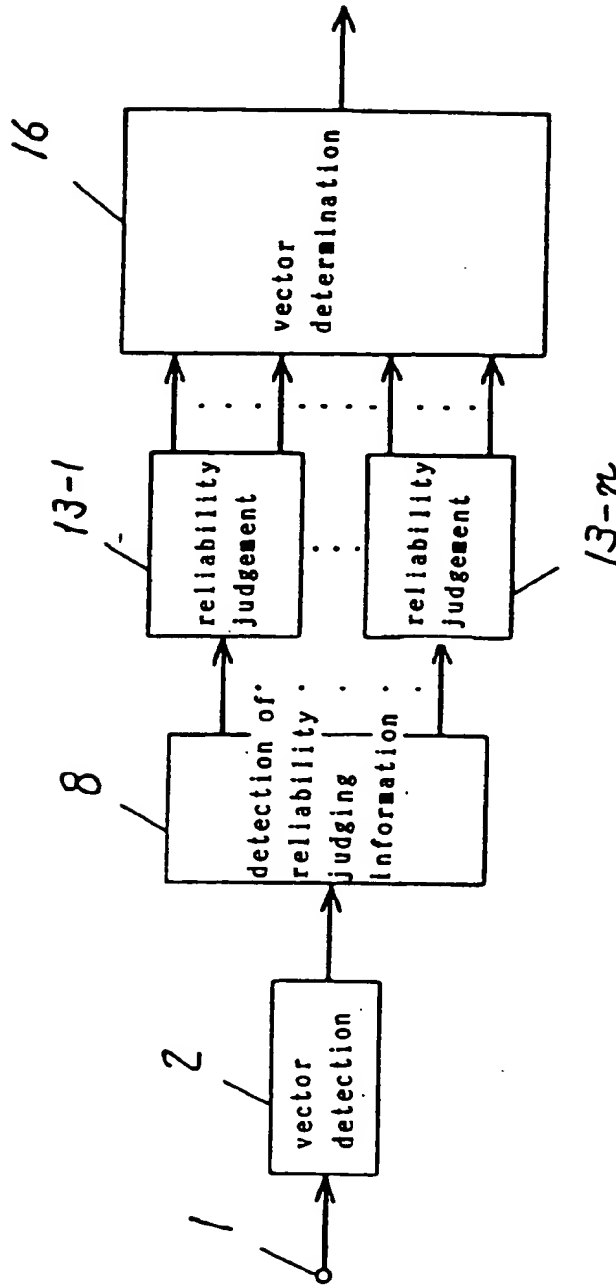 1
2
vector
detection
8
detection of
reliability
judging
information
13-1
reliability
judgement
13-n
reliability
judgement
16
vector
determination